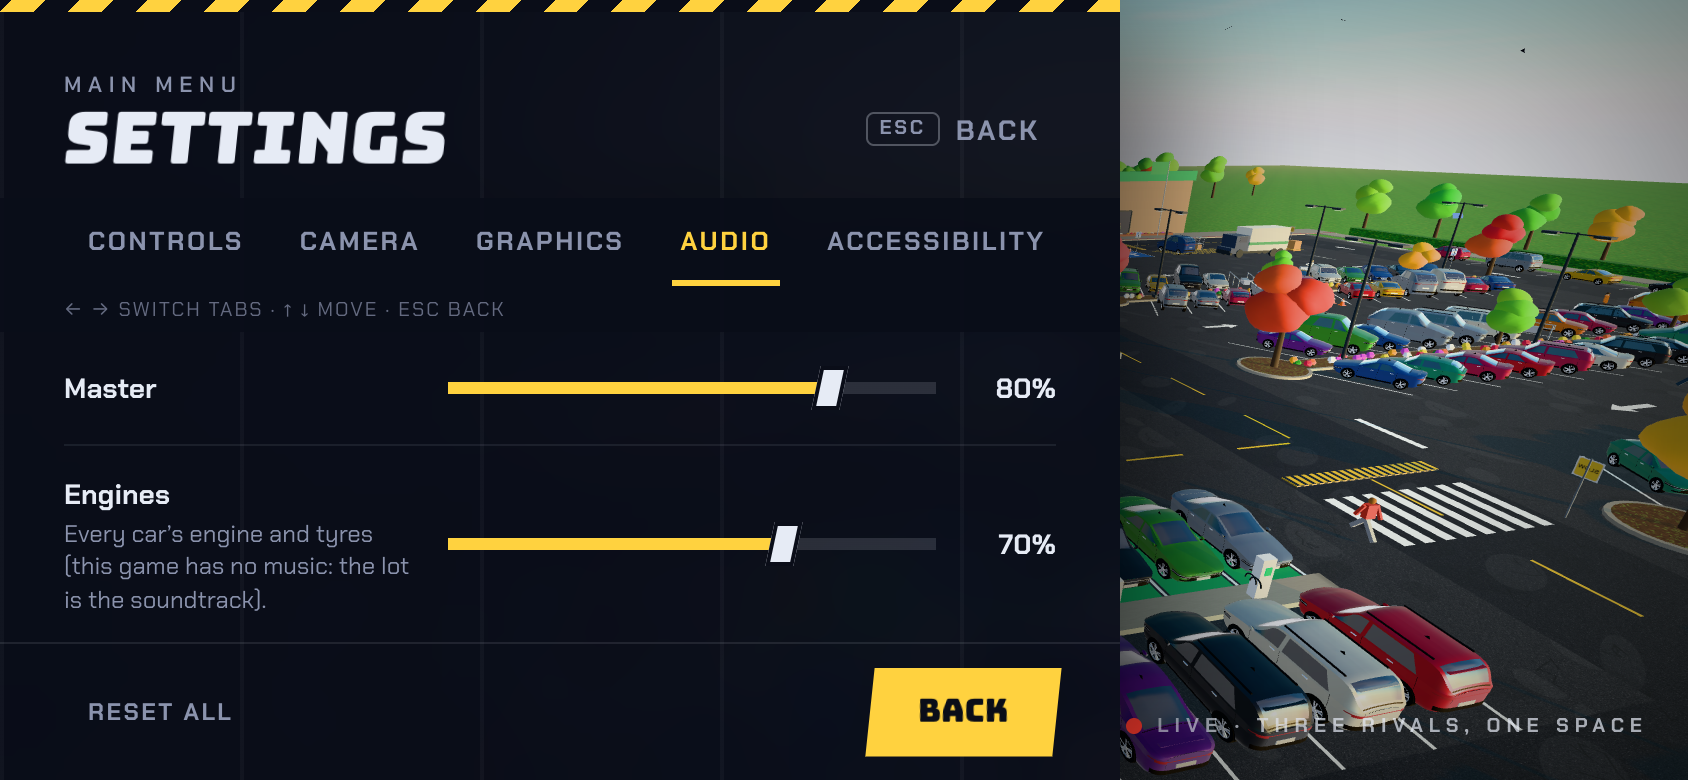 MAIN MENU
SETTINGS
ESC BACK
CONTROLS CAMERA GRAPHICS AUDIO ACCESSIBILITY
← → SWITCH TABS · ↑ ↓ MOVE · ESC BACK
Master 80%
Engines
Every car's engine and tyres
(this game has no music: the lot
is the soundtrack).
70%
RESET ALL
BACK
LIVE · THREE RIVALS, ONE SPACE